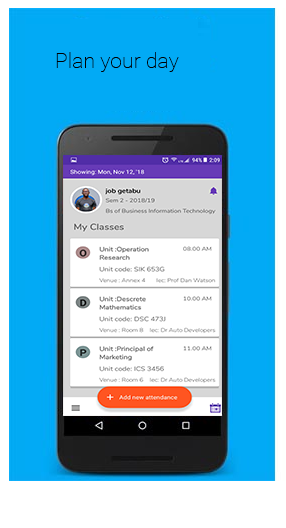 Plan your day
94% 2:09
Showing: Mon, Nov 12, '18
job getabu
Sem 2 - 2018/19
Bs of Business Information Technology
My Classes
O
Unit :Operation
Research
08.00 AM
Unit code: SIK 653G
Venue : Annex 4 lec: Prof Dan Watson
D
Unit :Descrete
Mathematics
10.00 AM
Unit code: DSC 473J
Venue : Room 8 lec: Dr Auto Developers
P
Unit :Principal of
Marketing
11.00 AM
Unit code: ICS 3456
Venue : Room 6 lec: Dr Auto Developers
+ Add new attendance